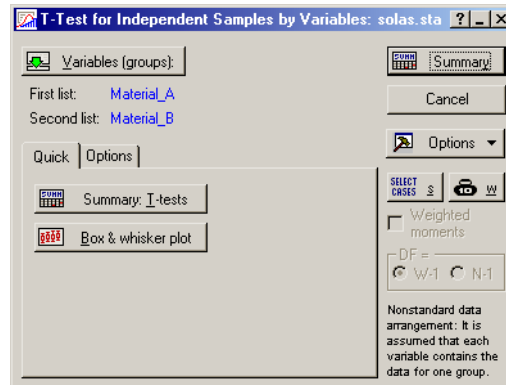 T-Test for Independent Samples by Variables: solas.sta
Variables (groups):
First list: Material_A
Second list: Material_B
Quick Options
SUMM Summary: T-tests
Box & whisker plot
SUMM Summary
Cancel
Options
SELECT CASES S W
Weighted
moments
DF =
W-1 N-1
Nonstandard data
arrangement: It is
assumed that each
variable contains the
data for one group.